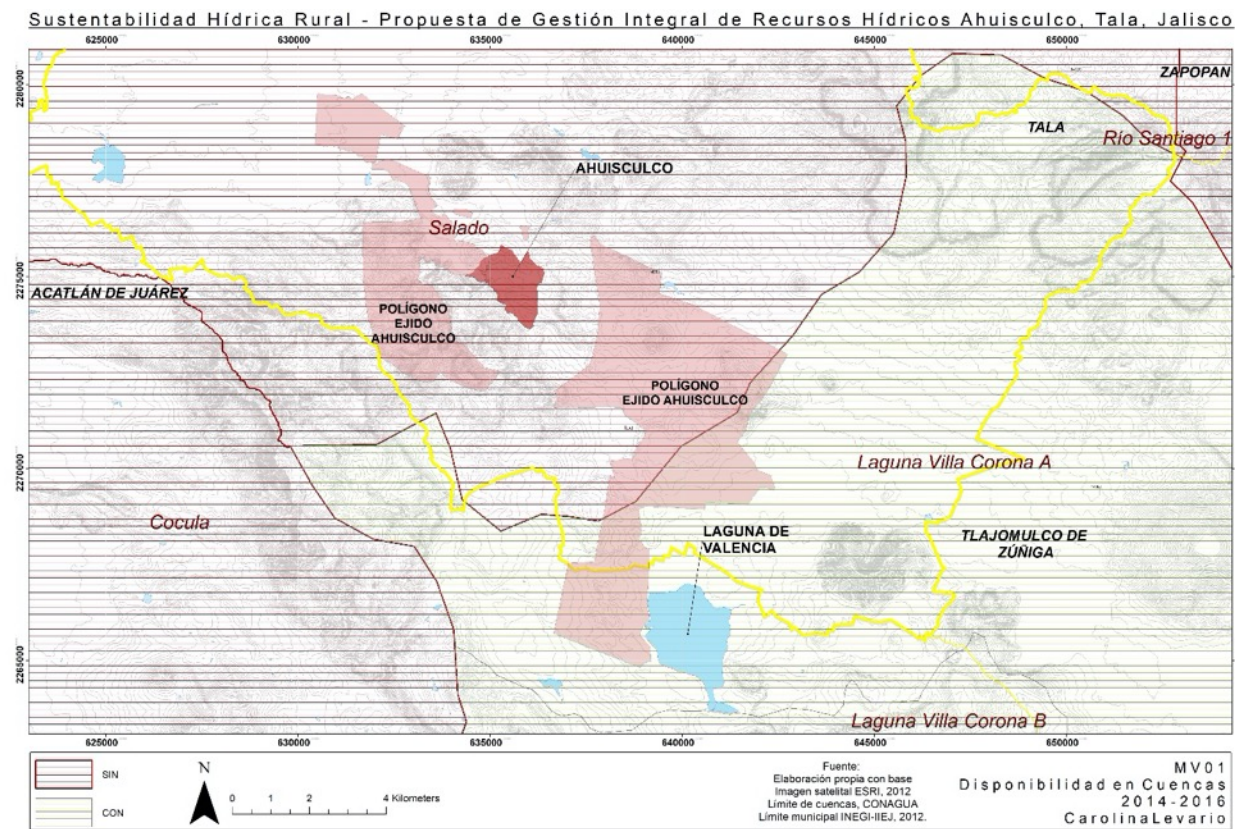 Sustentabilidad Hídrica Rural - Propuesta de Gestión Integral de Recursos Hídricos Ahuisculco, Tala, Jalisco
625000 630000 635000 640000 645000 650000
2280000
ZAPOPAN
TALA
Río Santiago 1
AHUISCULCO
Salado
2275000
ACATLÁN DE JUÁREZ
POLÍGONO
EJIDO
AHUISCULCO
POLÍGONO
EJIDO AHUISCULCO
2270000
Laguna Villa Corona A
Cocula
LAGUNA DE
VALENCIA
TLAJOMULCO DE
ZÚÑIGA
2265000
Laguna Villa Corona B
625000 630000 635000 640000 645000 650000
SIN
CON
N
0 1 2 4 Kilometers
Fuente:
Elaboración propia con base
Imagen satelital ESRI, 2012
Límite de cuencas, CONAGUA
Límite municipal INEGI-IIEJ, 2012.
MV01
Disponibilidad en Cuencas
2014-2016
CarolinaLevario